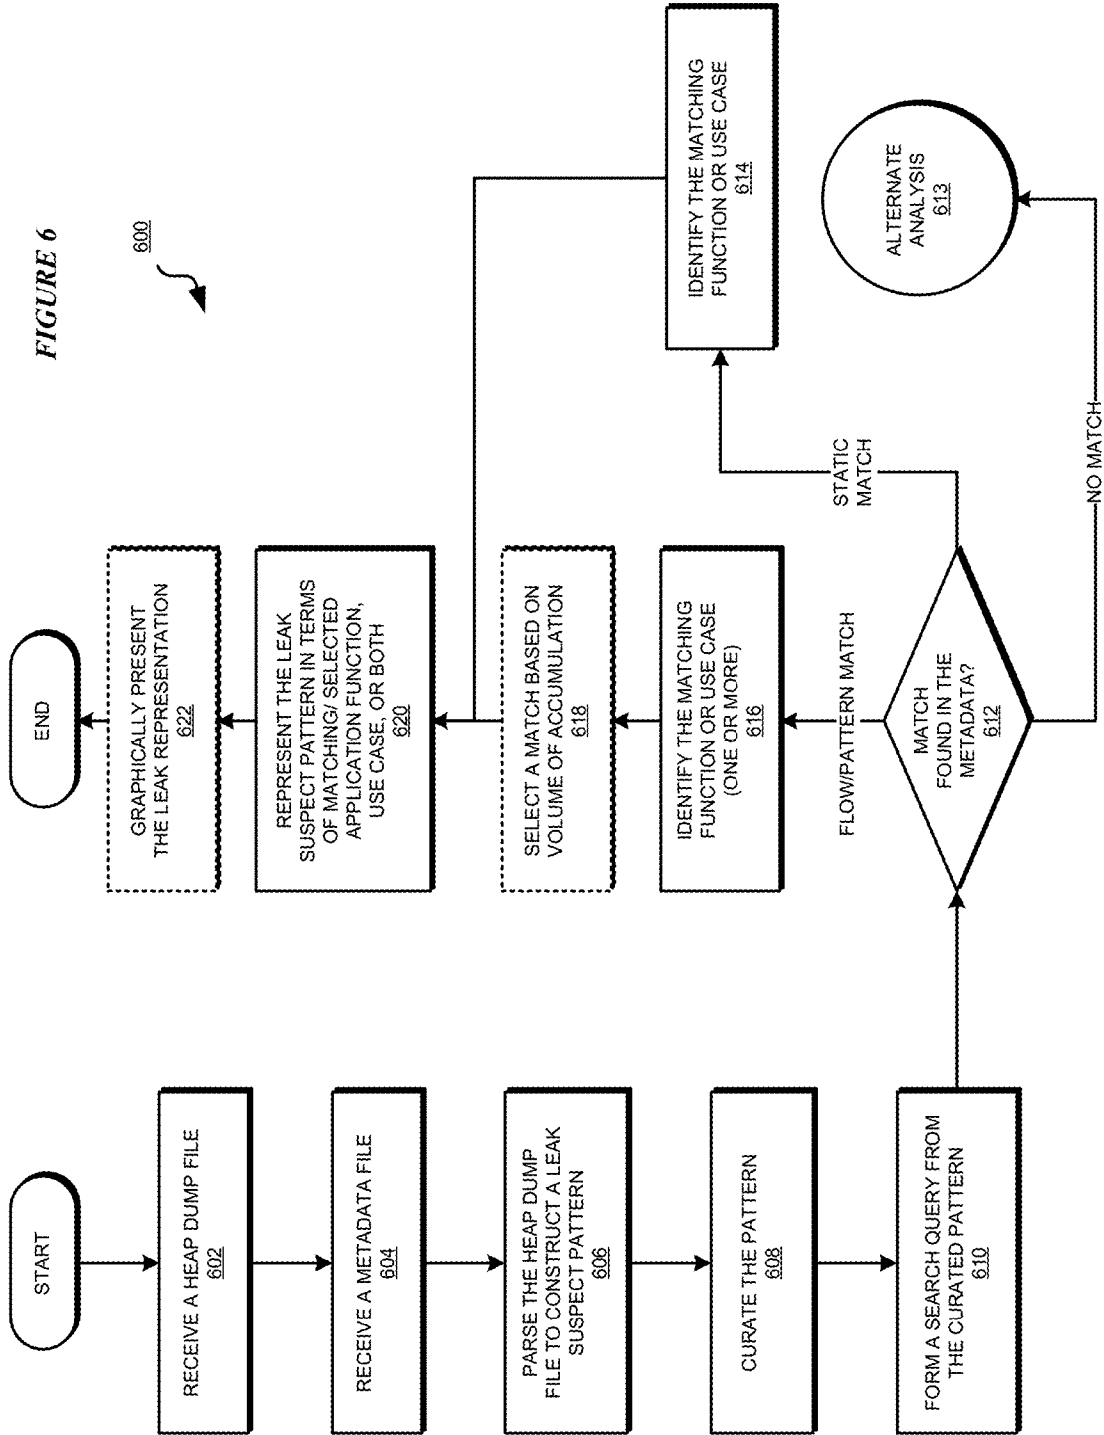 FIGURE 6
600
START
RECEIVE A HEAP DUMP FILE
602
RECEIVE A METADATA FILE
604
PARSE THE HEAP DUMP
FILE TO CONSTRUCT A LEAK
SUSPECT PATTERN
606
CURATE THE PATTERN
608
FORM A SEARCH QUERY FROM
THE CURATED PATTERN
610
MATCH
FOUND IN THE
METADATA?
612
NO MATCH
ALTERNATE
ANALYSIS
613
STATIC
MATCH
IDENTIFY THE MATCHING
FUNCTION OR USE CASE
614
FLOW/PATTERN MATCH
IDENTIFY THE MATCHING
FUNCTION OR USE CASE
(ONE OR MORE)
616
SELECT A MATCH BASED ON
VOLUME OF ACCUMULATION
618
REPRESENT THE LEAK
SUSPECT PATTERN IN TERMS
OF MATCHING/ SELECTED
APPLICATION FUNCTION,
USE CASE, OR BOTH
620
GRAPHICALLY PRESENT
THE LEAK REPRESENTATION
622
END